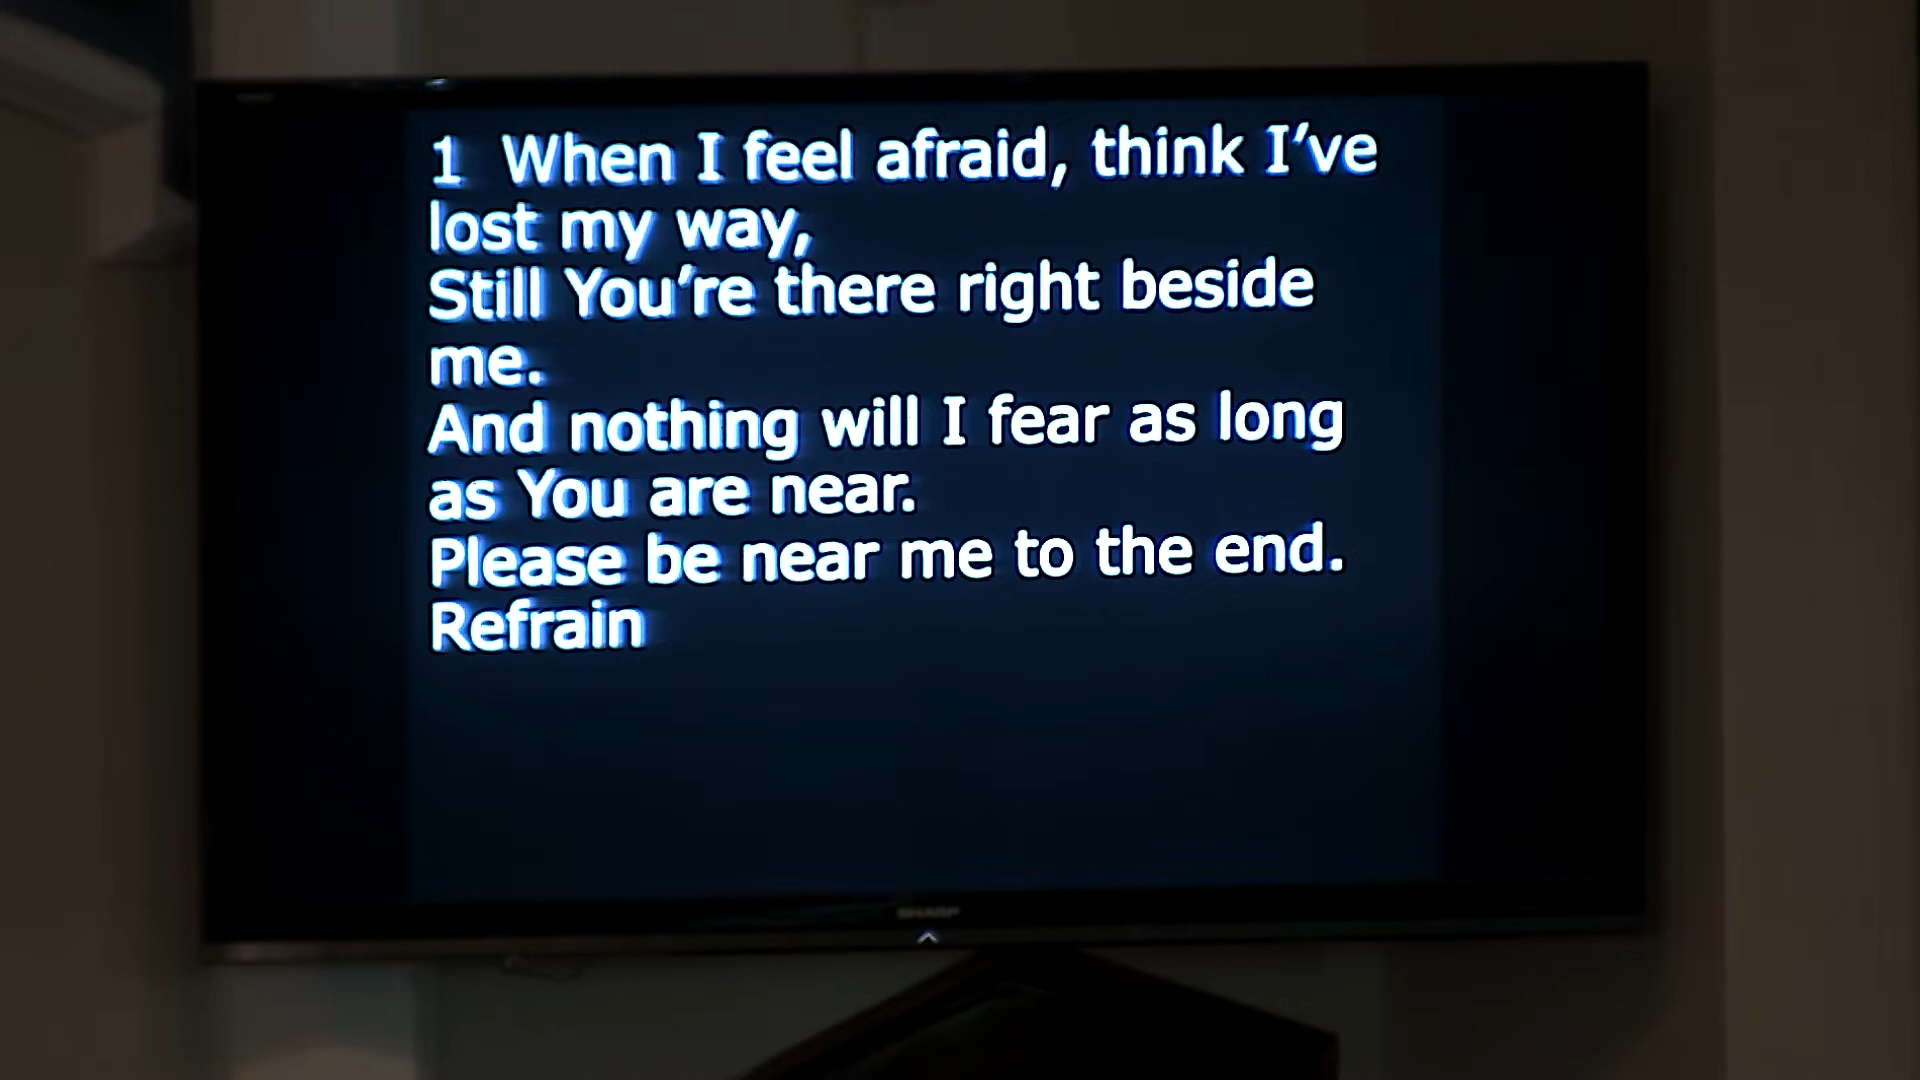 1 When I feel afraid, think I’ve
lost my way,
Still You’re there right beside
me.
And nothing will I fear as long
as You are near.
Please be near me to the end.
Refrain
SHARP